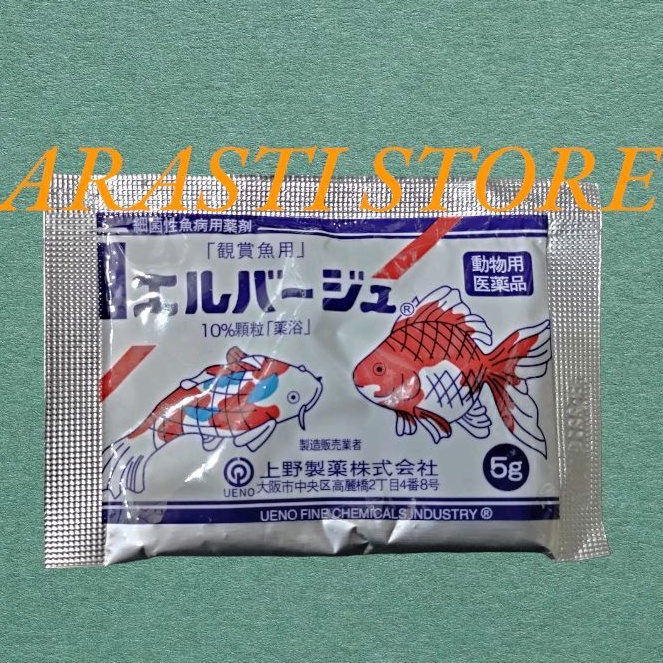 ARASTI STORE
細菌性魚病用薬剤
「観賞魚用」
エルバージュ®
動物用
医薬品
10%顆粒「薬浴」
製造販売業者
上野製薬株式会社
UENO
大阪市中央区高麗橋2丁目4番8号
5g
UENO FINE CHEMICALS INDUSTRY ®